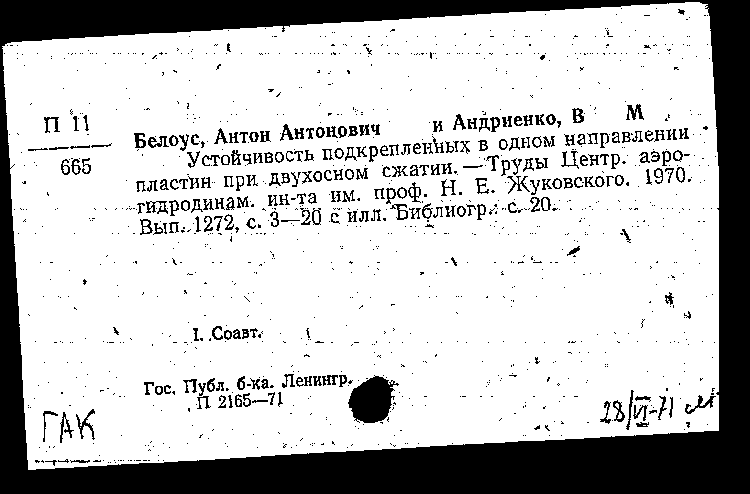 П 11
665
Белоус, Антон Антонович и Андриенко, В М
Устойчивость подкрепленных в одном направлении
пластин при двухосном сжатии. — Труды Центр. аэро-
гидродинам. ин-та им. проф. Н. Е. Жуковского. 1970.
Вып. 1272, с. 3—20 с илл. Библиогр.: с. 20.
I. Соавт.
Гос. Публ. б-ка. Ленингр.
П 2165—71
ГАК
28/VI-71